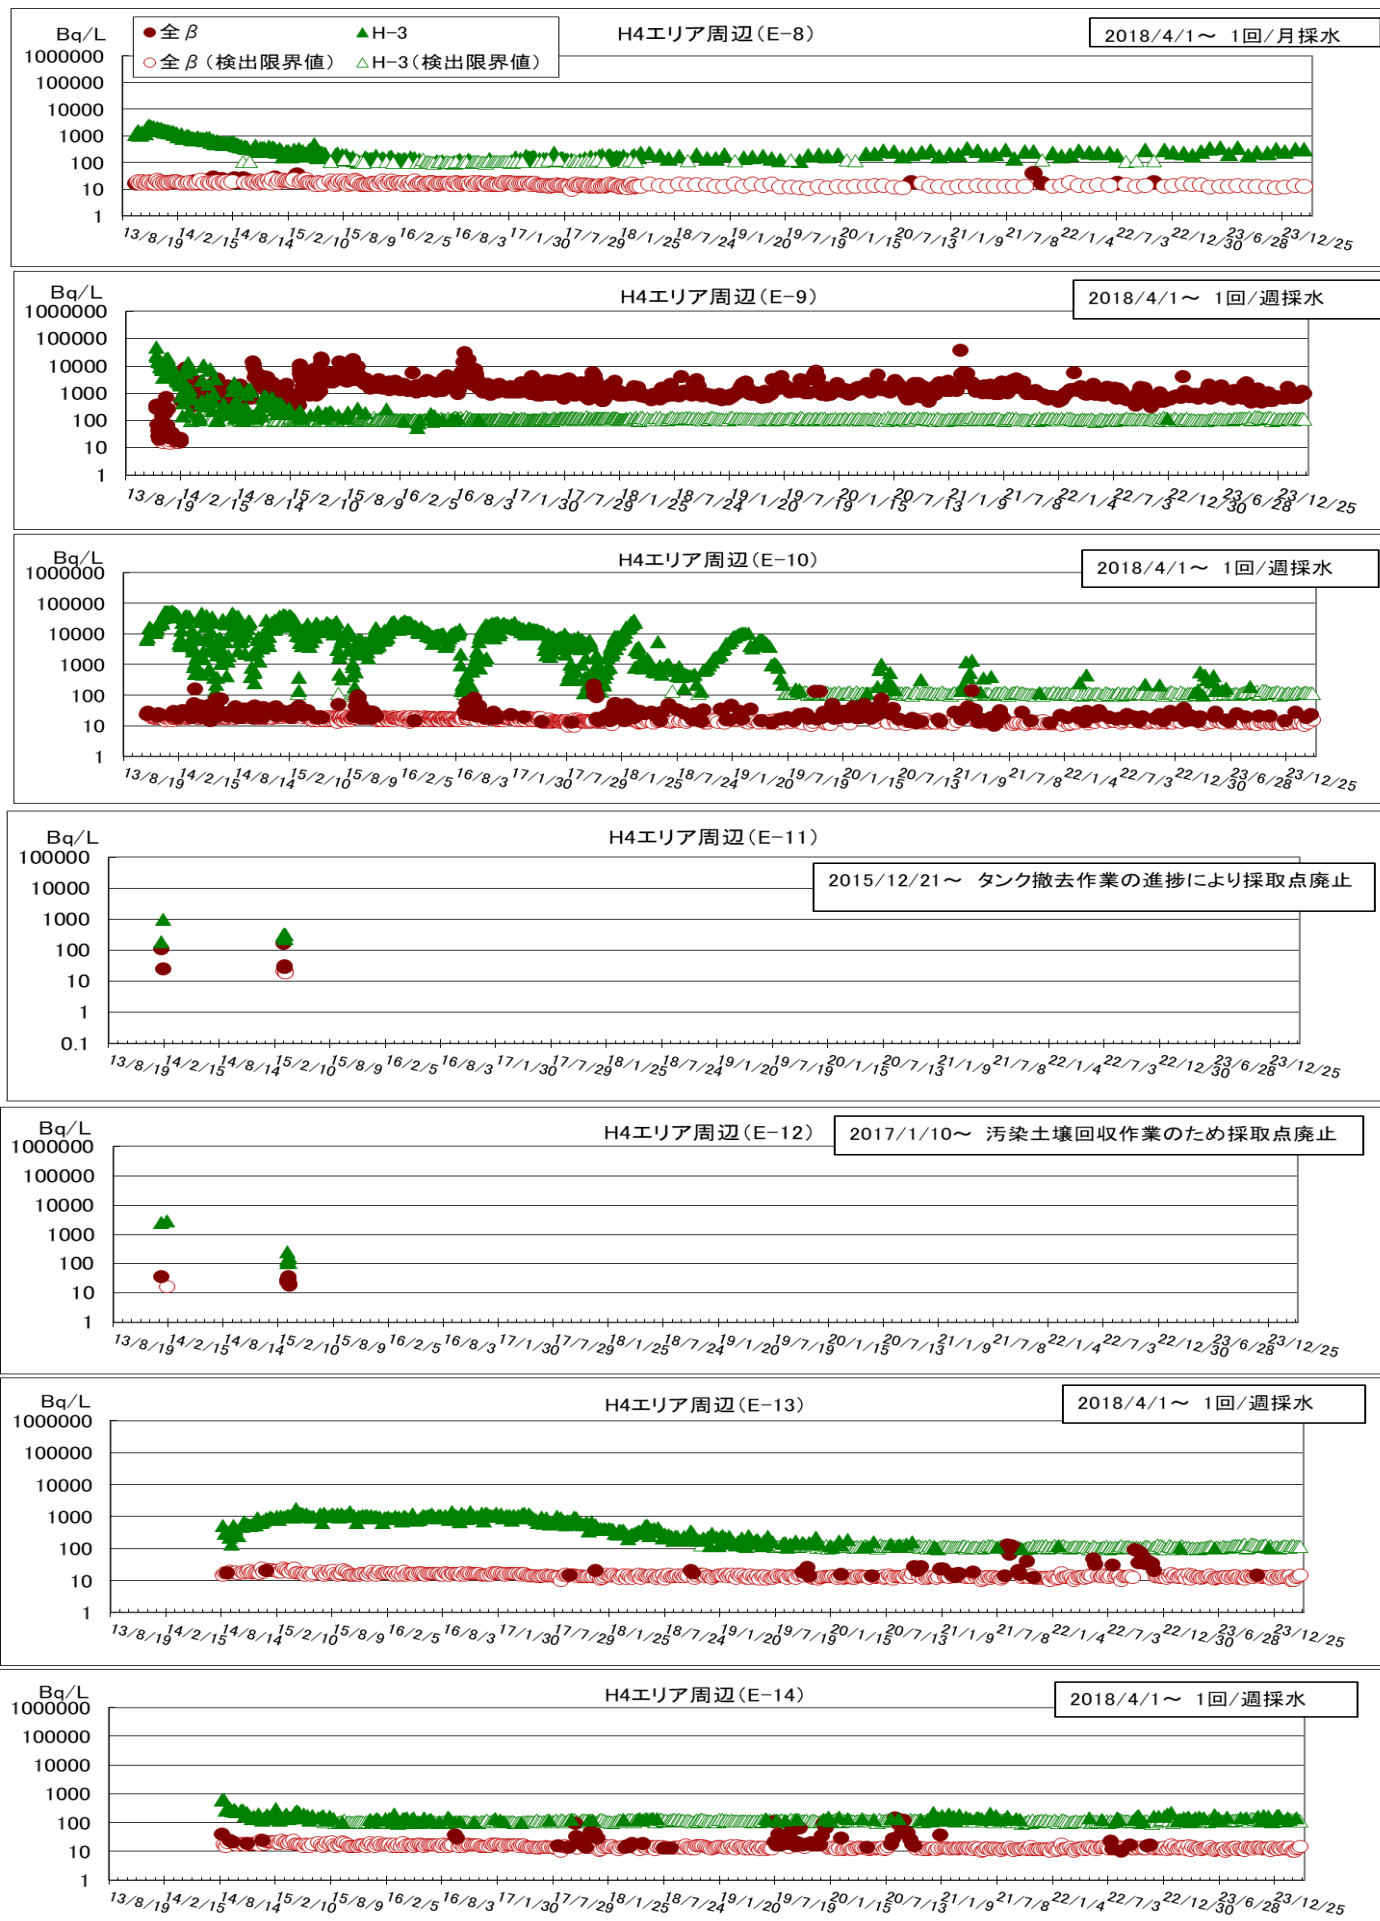 Bq/L
H4エリア周辺(E-8)
2018/4/1～ 1回/月採水
全β
H-3
全β(検出限界値)
H-3(検出限界値)
1000000
100000
10000
1000
100
10
1
13/8/19 14/2/15 14/8/14 15/2/10 15/8/9 16/2/5 16/8/3 17/1/30 17/7/29 18/1/25 18/7/24 19/1/20 19/7/19 20/1/15 20/7/13 21/1/9 21/7/8 22/1/4 22/7/3 22/12/30 23/6/28 23/12/25
Bq/L
H4エリア周辺(E-9)
2018/4/1～ 1回/週採水
1000000
100000
10000
1000
100
10
1
13/8/19 14/2/15 14/8/14 15/2/10 15/8/9 16/2/5 16/8/3 17/1/30 17/7/29 18/1/25 18/7/24 19/1/20 19/7/19 20/1/15 20/7/13 21/1/9 21/7/8 22/1/4 22/7/3 22/12/30 23/6/28 23/12/25
Bq/L
H4エリア周辺(E-10)
2018/4/1～ 1回/週採水
1000000
100000
10000
1000
100
10
1
13/8/19 14/2/15 14/8/14 15/2/10 15/8/9 16/2/5 16/8/3 17/1/30 17/7/29 18/1/25 18/7/24 19/1/20 19/7/19 20/1/15 20/7/13 21/1/9 21/7/8 22/1/4 22/7/3 22/12/30 23/6/28 23/12/25
Bq/L
H4エリア周辺(E-11)
2015/12/21～ タンク撤去作業の進捗により採取点廃止
100000
10000
1000
100
10
1
0.1
13/8/19 14/2/15 14/8/14 15/2/10 15/8/9 16/2/5 16/8/3 17/1/30 17/7/29 18/1/25 18/7/24 19/1/20 19/7/19 20/1/15 20/7/13 21/1/9 21/7/8 22/1/4 22/7/3 22/12/30 23/6/28 23/12/25
Bq/L
H4エリア周辺(E-12)
2017/1/10～ 汚染土壌回収作業のため採取点廃止
1000000
100000
10000
1000
100
10
1
13/8/19 14/2/15 14/8/14 15/2/10 15/8/9 16/2/5 16/8/3 17/1/30 17/7/29 18/1/25 18/7/24 19/1/20 19/7/19 20/1/15 20/7/13 21/1/9 21/7/8 22/1/4 22/7/3 22/12/30 23/6/28 23/12/25
Bq/L
H4エリア周辺(E-13)
2018/4/1～ 1回/週採水
1000000
100000
10000
1000
100
10
1
13/8/19 14/2/15 14/8/14 15/2/10 15/8/9 16/2/5 16/8/3 17/1/30 17/7/29 18/1/25 18/7/24 19/1/20 19/7/19 20/1/15 20/7/13 21/1/9 21/7/8 22/1/4 22/7/3 22/12/30 23/6/28 23/12/25
Bq/L
H4エリア周辺(E-14)
2018/4/1～ 1回/週採水
1000000
100000
10000
1000
100
10
1
13/8/19 14/2/15 14/8/14 15/2/10 15/8/9 16/2/5 16/8/3 17/1/30 17/7/29 18/1/25 18/7/24 19/1/20 19/7/19 20/1/15 20/7/13 21/1/9 21/7/8 22/1/4 22/7/3 22/12/30 23/6/28 23/12/25